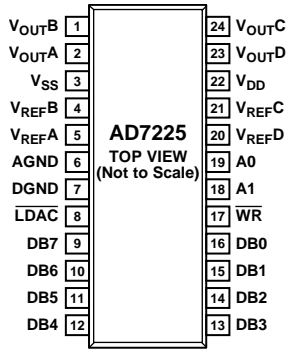 VOUTB 1
VOUTA 2
VSS 3
VREFB 4
VREFA 5
AGND 6
DGND 7
LDAC 8
DB7 9
DB6 10
DB5 11
DB4 12
AD7225
TOP VIEW
(Not to Scale)
24 VOUTC
23 VOUTD
22 VDD
21 VREFC
20 VREFD
19 A0
18 A1
17 WR
16 DB0
15 DB1
14 DB2
13 DB3